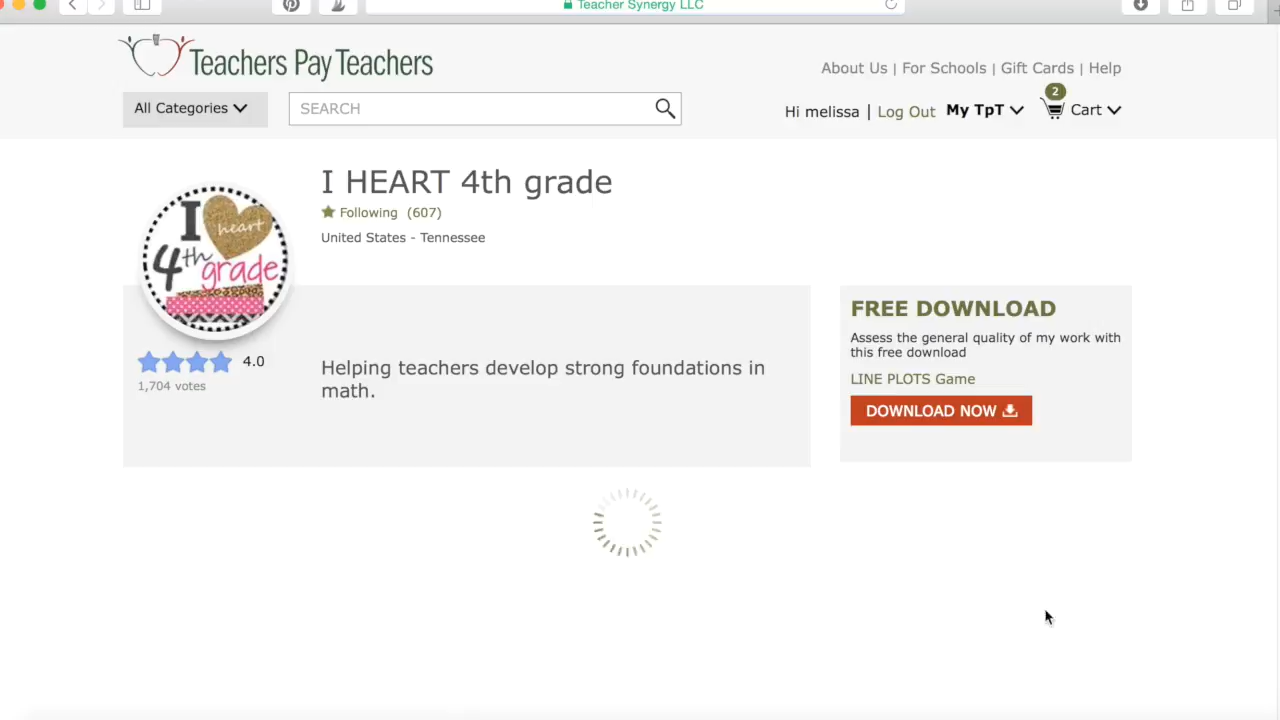 Teacher Synergy LLC
Teachers Pay Teachers
About Us | For Schools | Gift Cards | Help
All Categories
SEARCH
Hi melissa | Log Out My TpT
2
Cart
I HEART 4th grade
Following (607)
United States - Tennessee
I heart
4th grade
4.0
1,704 votes
Helping teachers develop strong foundations in
math.
FREE DOWNLOAD
Assess the general quality of my work with
this free download
LINE PLOTS Game
DOWNLOAD NOW